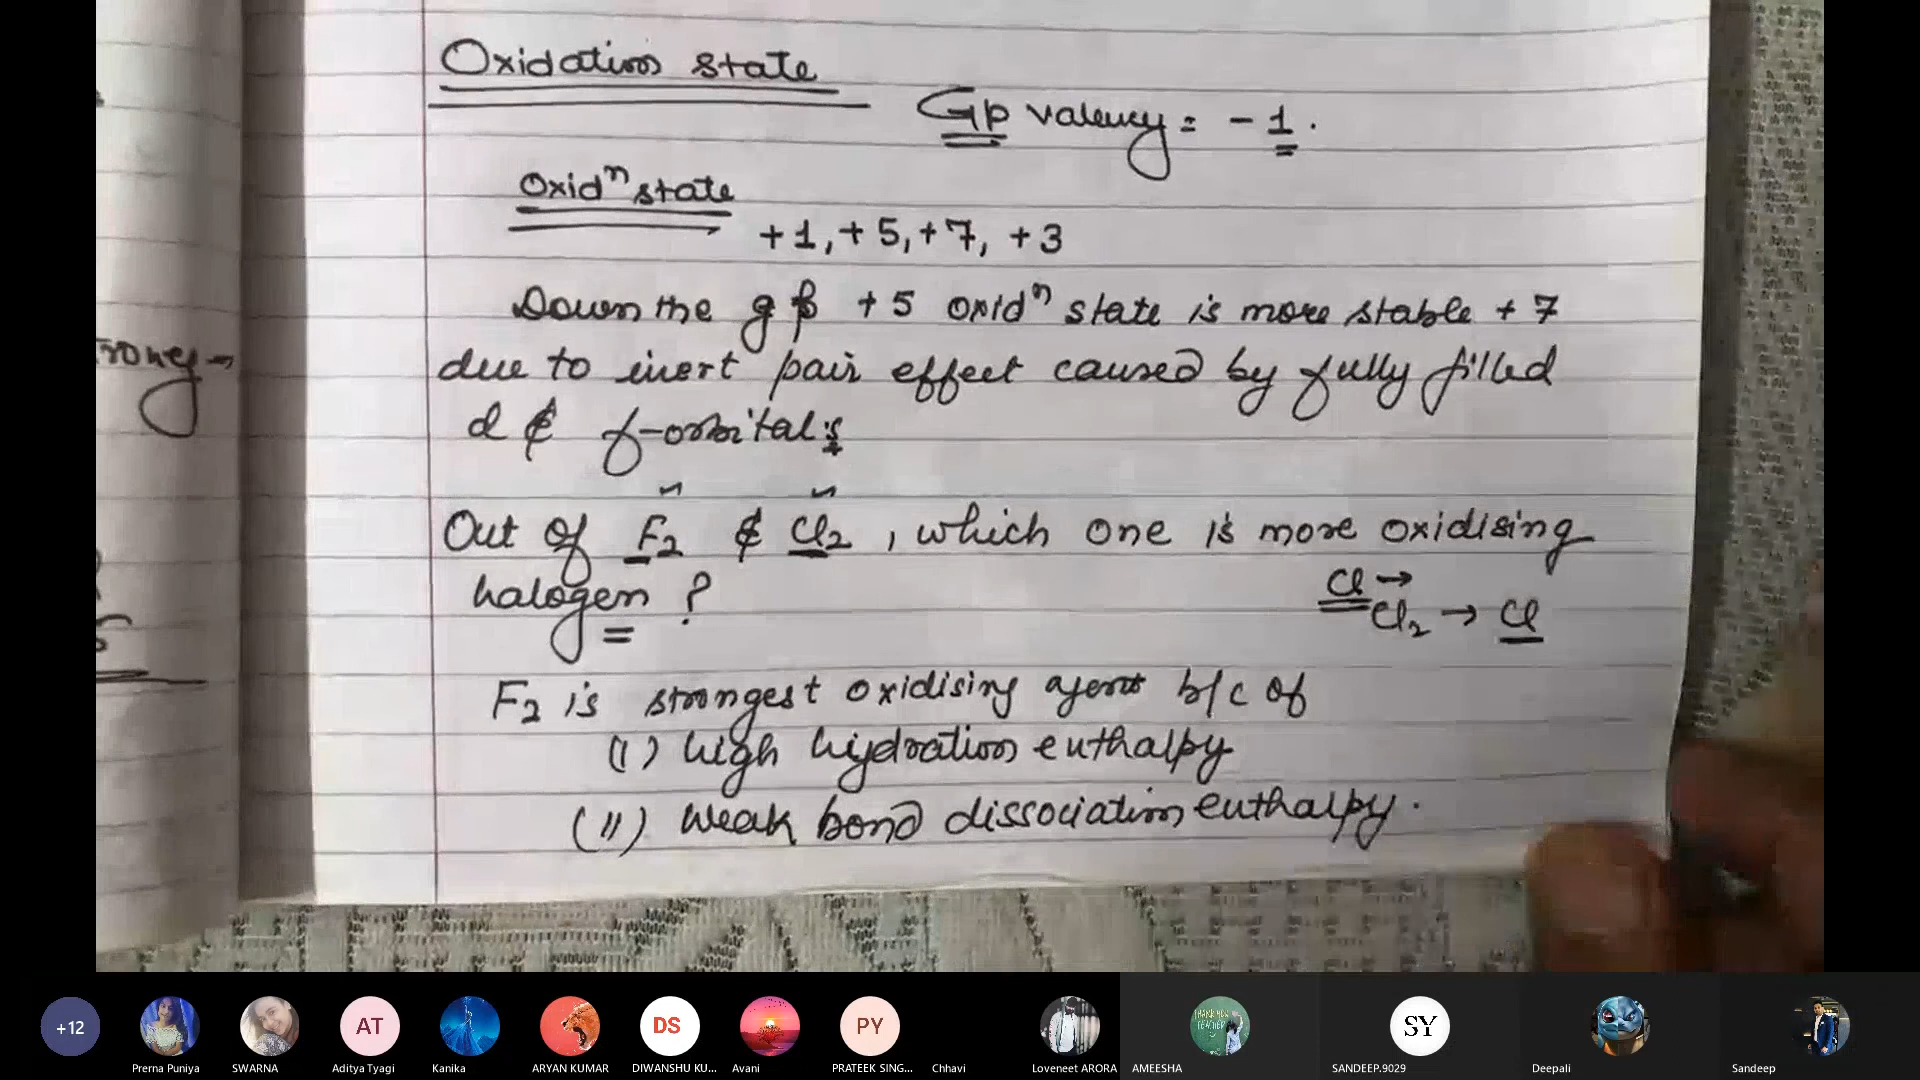 Oxidation state
Gp valency = -1.
Oxidⁿ state
+1, +5, +7, +3
Down the gp +5 oxidⁿ state is more stable +7
due to inert pair effect caused by fully filled
d & f-orbitals
Out of F2 & Cl2, which one is more oxidising
halogen ?
Cl →
Cl2 → Cl
F2 is strongest oxidising agent b/c of
(I) high hydration enthalpy
(II) weak bond dissociation enthalpy.
+12
AT
DS
PY
SY
Prerna Puniya
SWARNA
Aditya Tyagi
Kanika
ARYAN KUMAR
DIWANSHU KU...
Avani
PRATEEK SING...
Chhavi
Loveneet ARORA
AMEESHA
SANDEEP.9029
Deepali
Sandeep